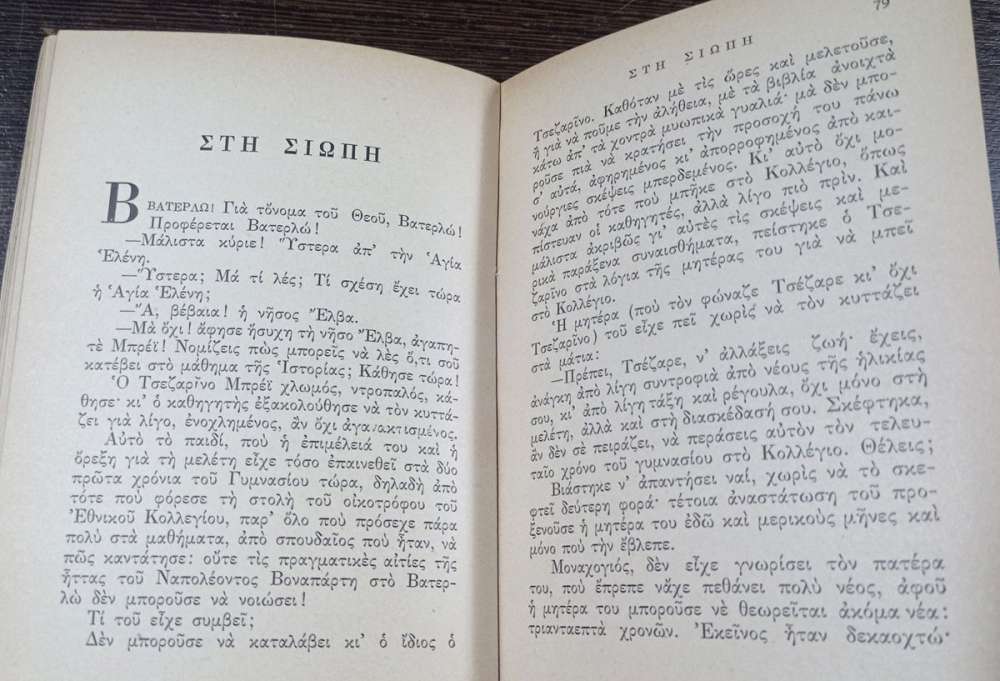 ΣΤΗ ΣΙΩΠΗ
ΒΒΑΤΕΡΛΩ! Γιὰ τὄνομα τοῦ Θεοῦ, Βατερλώ!
Προφέρεται Βατερλώ!
—Μάλιστα κύριε! Ὕστερα ἀπ' τὴν Ἁγία
Ἑλένη.
—Ὕστερα; Μά τί λές; Τί σχέση ἔχει τώρα
ἡ Ἁγία Ἑλένη;
—Ἄ, βέβαια! ἡ νῆσος Ἔλβα.
—Μὰ ὄχι! ἄφησε ἥσυχη τὴ νῆσο Ἔλβα, ἀγαπη-
τὲ Μπρέϊ! Νομίζεις πὼς μπορεῖς νὰ λὲς ὅ,τι σοῦ
κατέβει στὸ μάθημα τῆς Ἱστορίας; Κάθησε τώρα!
Ὁ Τσεζαρῖνο Μπρέϊ χλωμός, ντροπαλός, κά-
θησε· κι' ὁ καθηγητὴς ἐξακολούθησε νὰ τὸν κυττά-
ζει γιὰ λίγο, ἐνοχλημένος, ἂν ὄχι ἀγανακτισμένος.
Αὐτὸ τὸ παιδί, ποὺ ἡ ἐπιμέλειά του καὶ ἡ
ὄρεξη γιὰ τὴ μελέτη εἶχε τόσο ἐπαινεθεῖ στὰ δύο
πρῶτα χρόνια τοῦ Γυμνασίου τώρα, δηλαδὴ ἀπὸ
τότε ποὺ φόρεσε τὴ στολὴ τοῦ οἰκοτρόφου τοῦ
Ἐθνικοῦ Κολλεγίου, παρ' ὅλο ποὺ πρόσεχε πάρα
πολὺ στὰ μαθήματα, ἀπὸ σπουδαῖος ποὺ ἦταν, νὰ
πῶς καντάτησε: οὔτε τὶς πραγματικὲς αἰτίες τῆς
ἥττας τοῦ Ναπολέοντος Βοναπάρτη στὸ Βατερ-
λὼ δὲν μποροῦσε νὰ νοιώσει!
Τί τοῦ εἶχε συμβεῖ;
Δὲν μποροῦσε νὰ καταλάβει κι' ὁ ἴδιος ὁ
79
ΣΤΗ ΣΙΩΠΗ
Τσεζαρῖνο. Καθόταν μὲ τὶς ὧρες καὶ μελετοῦσε,
ἢ γιὰ νὰ ποῦμε τὴν ἀλήθεια, μὲ τὰ βιβλία ἀνοιχτὰ
κάτω ἀπ' τὰ χοντρὰ μυωπικὰ γυαλιά· μὰ δὲν μπο-
ροῦσε πιὰ νὰ κρατήσει τὴν προσοχή του πάνω
σ' αὐτά, ἀφηρημένος κι' ἀπορροφημένος ἀπὸ και-
νούργιες σκέψεις μπερδεμένος. Κι' αὐτὸ ὄχι μο-
νάχα ἀπὸ τότε ποὺ μπῆκε στὸ Κολλέγιο, ὅπως
πίστευαν οἱ καθηγητές, ἀλλὰ λίγο πιὸ πρίν. Καὶ
μάλιστα ἀκριβῶς γι' αὐτὲς τὶς σκέψεις καὶ με-
ρικὰ παράξενα συναισθήματα, πείστηκε ὁ Τσε-
ζαρῖνο στὰ λόγια τῆς μητέρας του γιὰ νὰ μπεῖ
στὸ Κολλέγιο.
Ἡ μητέρα (ποὺ τὸν φώναζε Τσέζαρε κι' ὄχι
Τσεζαρῖνο) τοῦ εἶχε πεῖ χωρὶς νὰ τὸν κυττάζει
στὰ μάτια:
—Πρέπει, Τσέζαρε, ν' ἀλλάξεις ζωή· ἔχεις,
ἀνάγκη ἀπὸ λίγη συντροφιὰ ἀπὸ νέους τῆς ἡλικίας
σου, κι' ἀπὸ λίγη τάξη καὶ ρέγουλα, ὄχι μόνο στὴ
μελέτη, ἀλλὰ καὶ στὴ διασκέδασή σου. Σκέφτηκα,
ἂν δὲν σὲ πειράζει, νὰ περάσεις αὐτὸν τὸν τελευ-
ταῖο χρόνο τοῦ γυμνασίου στὸ Κολλέγιο. Θέλεις;
Βιάστηκε ν' ἀπαντήσει ναί, χωρὶς νὰ τὸ σκε-
φτεῖ δεύτερη φορά· τέτοια ἀναστάτωση τοῦ προ-
ξενοῦσε ἡ μητέρα του ἐδῶ καὶ μερικοὺς μῆνες καὶ
μόνο ποὺ τὴν ἔβλεπε.
Μοναχογιός, δὲν εἶχε γνωρίσει τὸν πατέρα
του, ποὺ ἔπρεπε νἄχε πεθάνει πολὺ νέος, ἀφοῦ
ἡ μητέρα του μποροῦσε νὲ θεωρεῖται ἀκόμα νέα:
τριανταεπτὰ χρονῶν. Ἐκεῖνος ἦταν δεκαοχτώ·